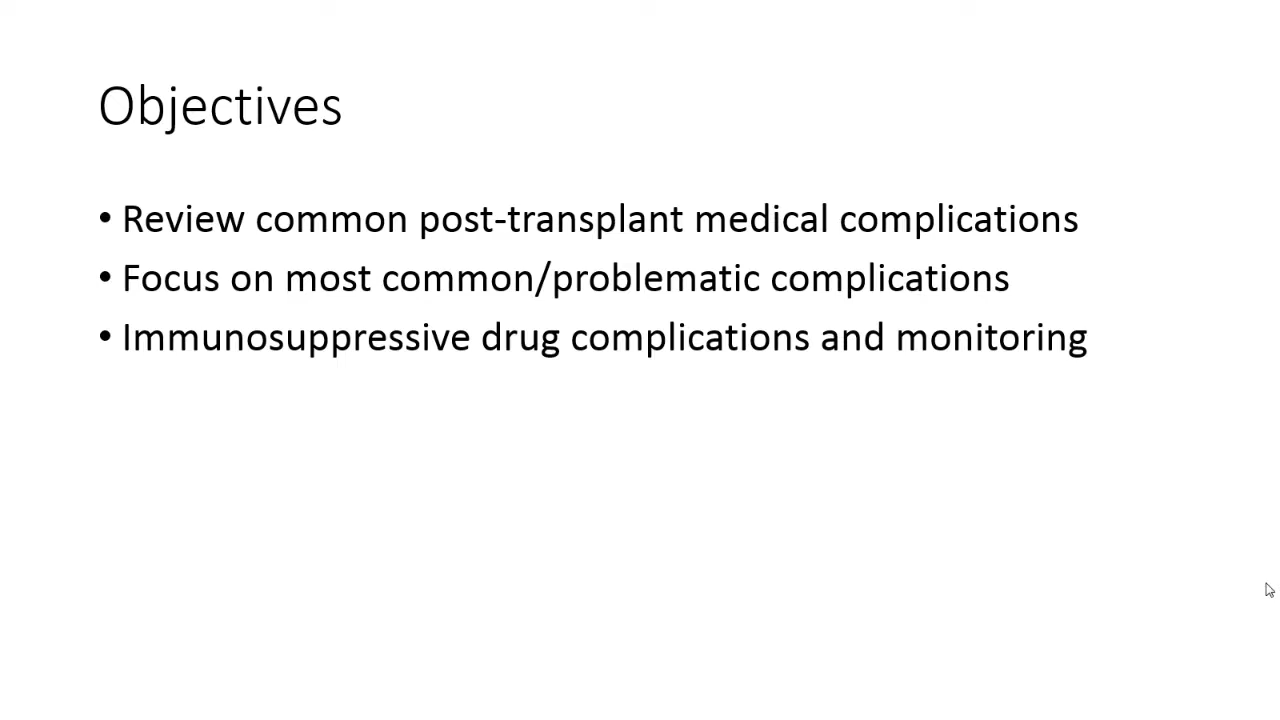 Objectives
• Review common post-transplant medical complications
• Focus on most common/problematic complications
• Immunosuppressive drug complications and monitoring